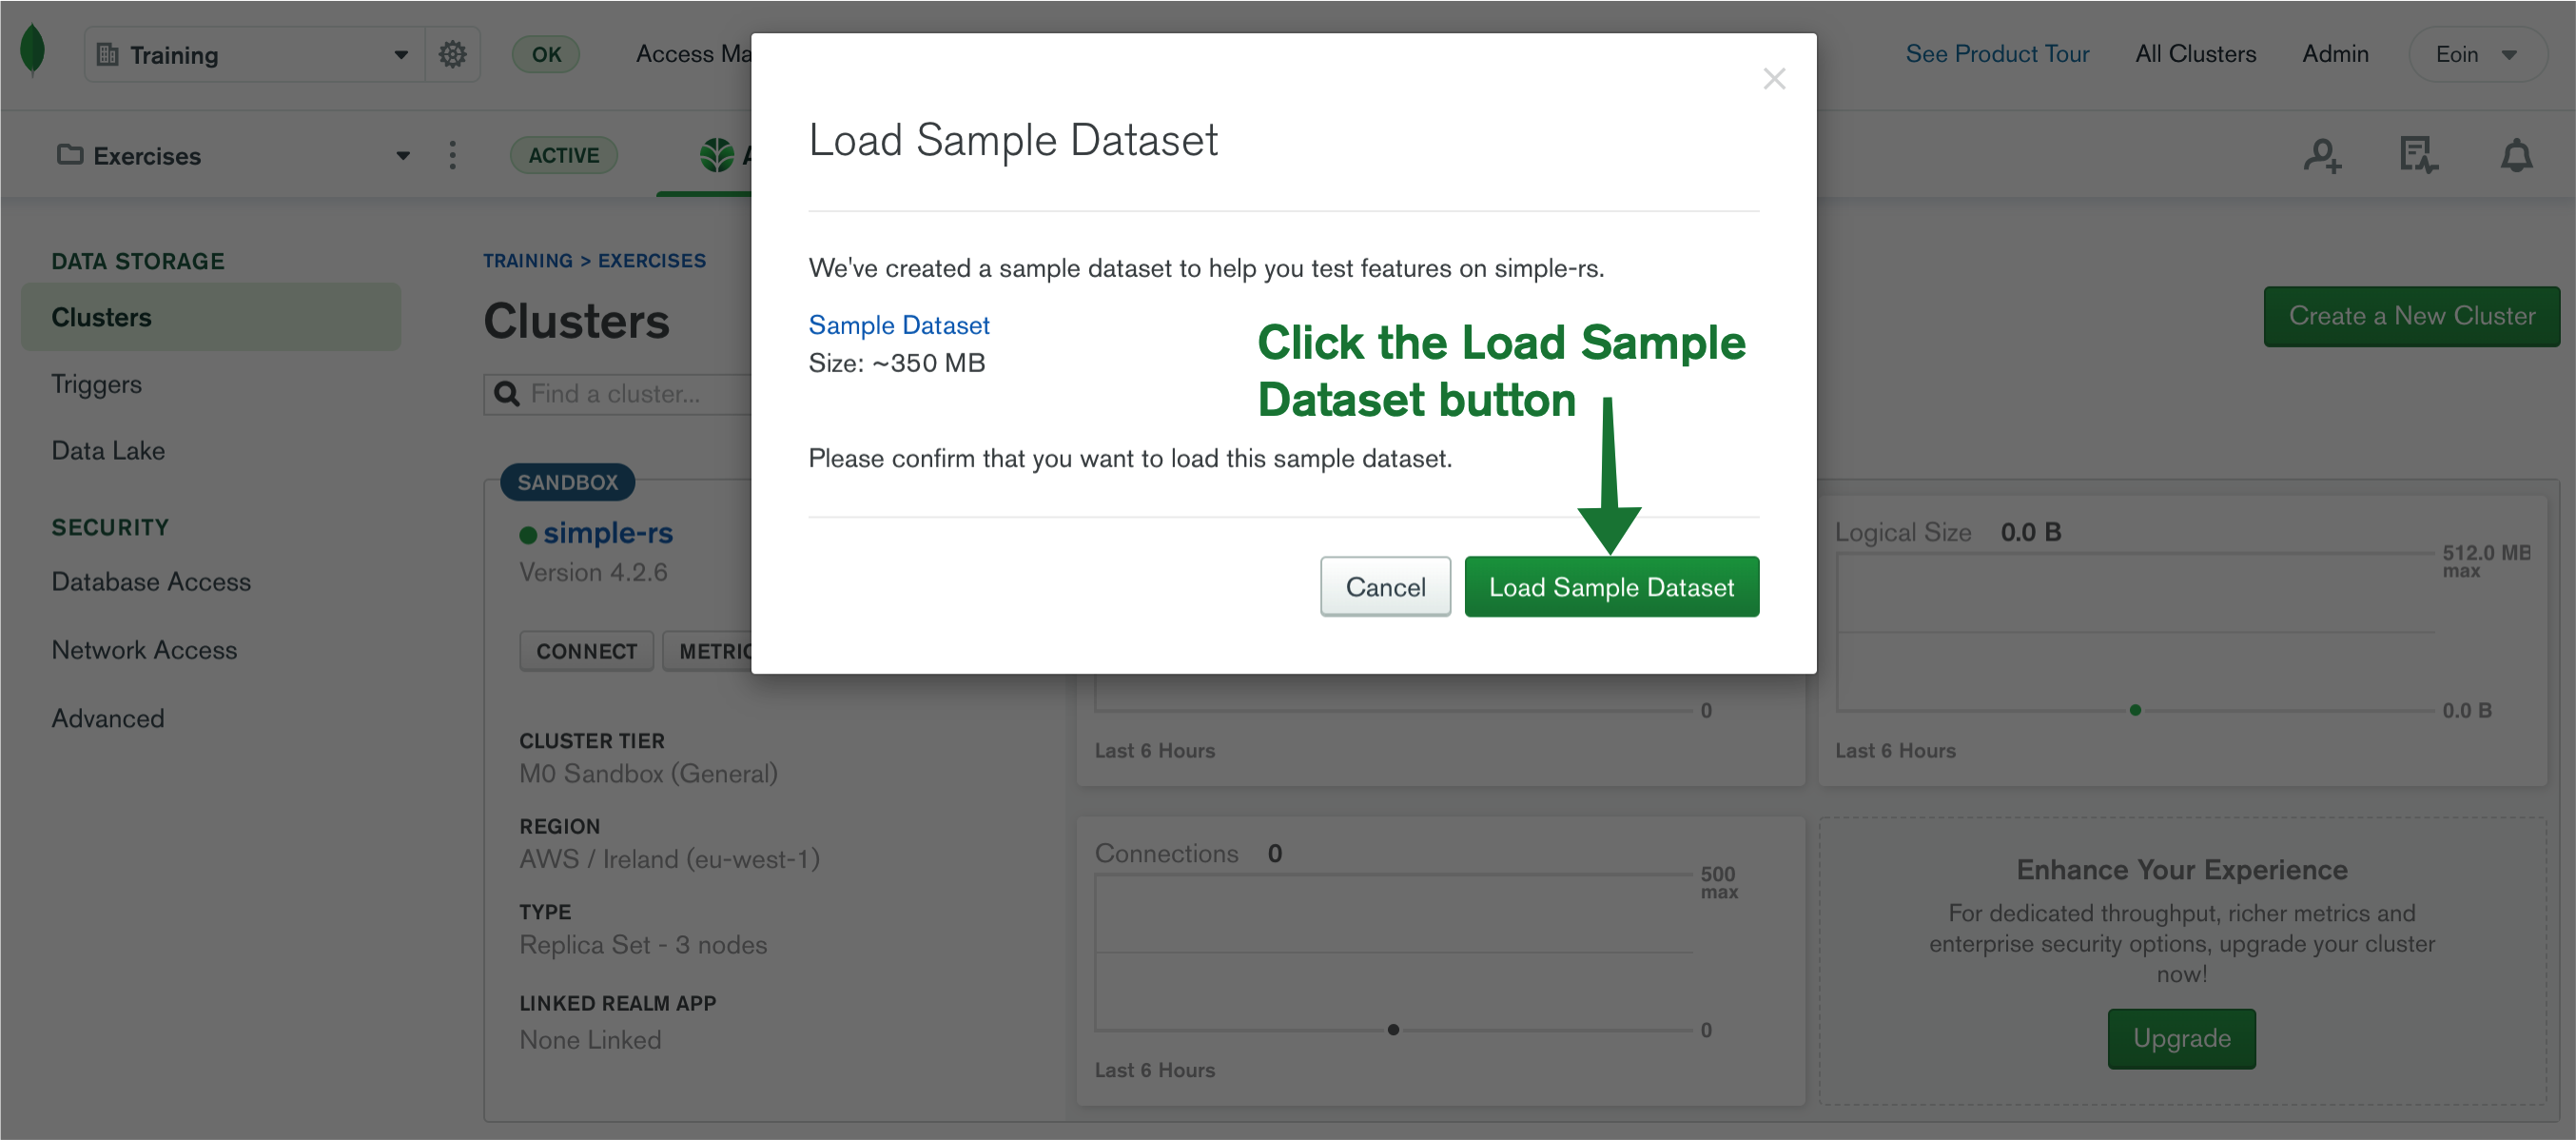 Training
OK
Access Ma
See Product Tour
All Clusters
Admin
Eoin
Exercises
ACTIVE
DATA STORAGE
Clusters
Triggers
Data Lake
SECURITY
Database Access
Network Access
Advanced
TRAINING > EXERCISES
Clusters
Create a New Cluster
Find a cluster...
SANDBOX
simple-rs
Version 4.2.6
CONNECT
METRIC
CLUSTER TIER
M0 Sandbox (General)
REGION
AWS / Ireland (eu-west-1)
TYPE
Replica Set - 3 nodes
LINKED REALM APP
None Linked
Load Sample Dataset
We've created a sample dataset to help you test features on simple-rs.
Sample Dataset
Size: ~350 MB
Click the Load Sample
Dataset button
Please confirm that you want to load this sample dataset.
Cancel
Load Sample Dataset
0
Last 6 Hours
Logical Size 0.0 B
512.0 MB
max
0.0 B
Last 6 Hours
Connections 0
500
max
0
Last 6 Hours
Enhance Your Experience
For dedicated throughput, richer metrics and
enterprise security options, upgrade your cluster
now!
Upgrade